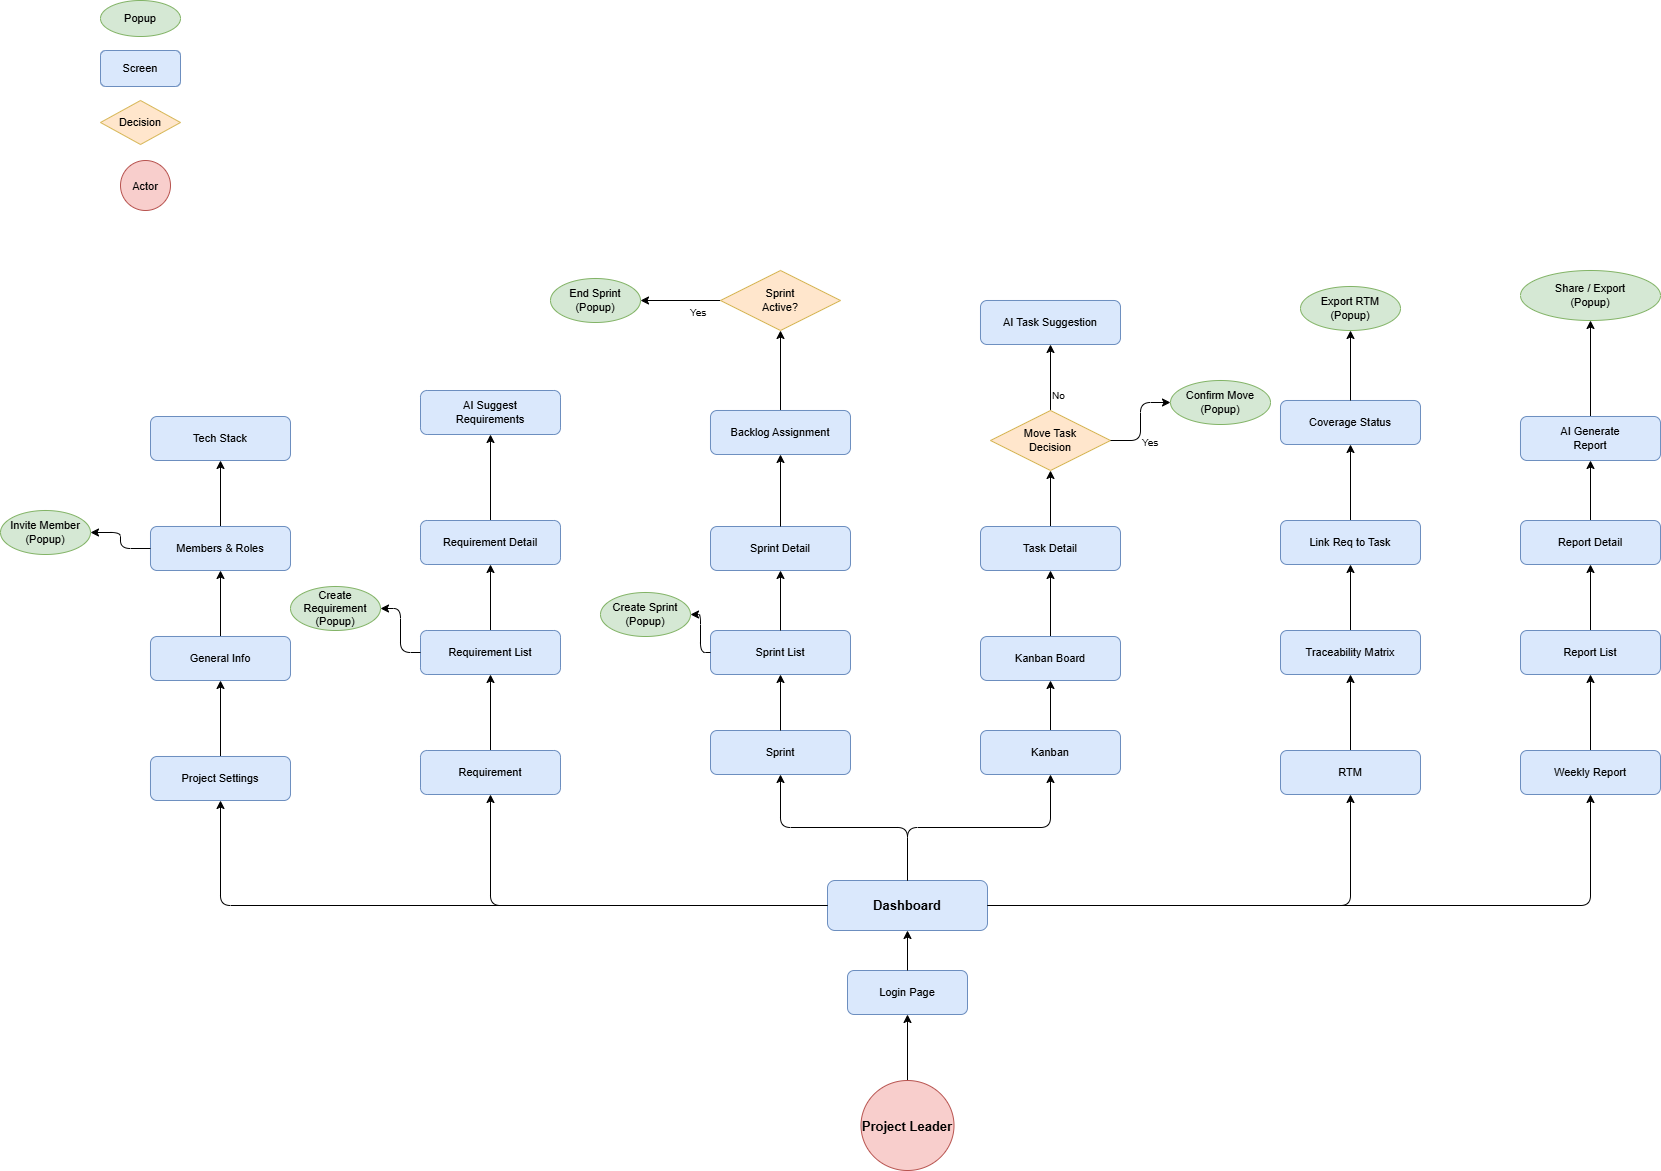 Popup
Screen
Decision
Actor
End Sprint
(Popup)
Yes
Sprint
Active?
AI Task Suggestion
Export RTM
(Popup)
Share / Export
(Popup)
No
Move Task
Decision
Yes
Confirm Move
(Popup)
Tech Stack
AI Suggest
Requirements
Backlog Assignment
Coverage Status
AI Generate
Report
Invite Member
(Popup)
Members & Roles
Requirement Detail
Sprint Detail
Task Detail
Link Req to Task
Report Detail
Create
Requirement
(Popup)
Create Sprint
(Popup)
General Info
Requirement List
Sprint List
Kanban Board
Traceability Matrix
Report List
Project Settings
Requirement
Sprint
Kanban
RTM
Weekly Report
Dashboard
Login Page
Project Leader